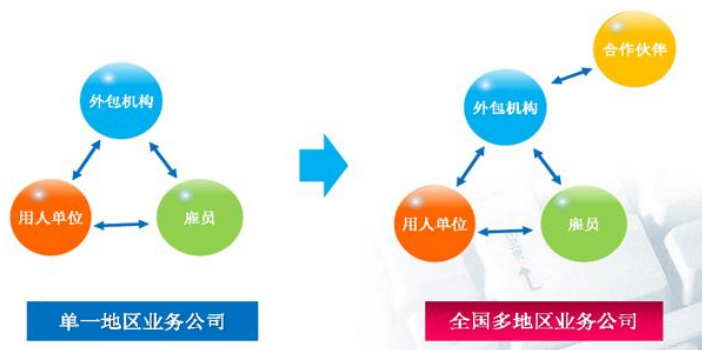 合作伙伴
外包机构
外包机构
用人单位
雇员
用人单位
雇员
Enter
单一地区业务公司
全国多地区业务公司